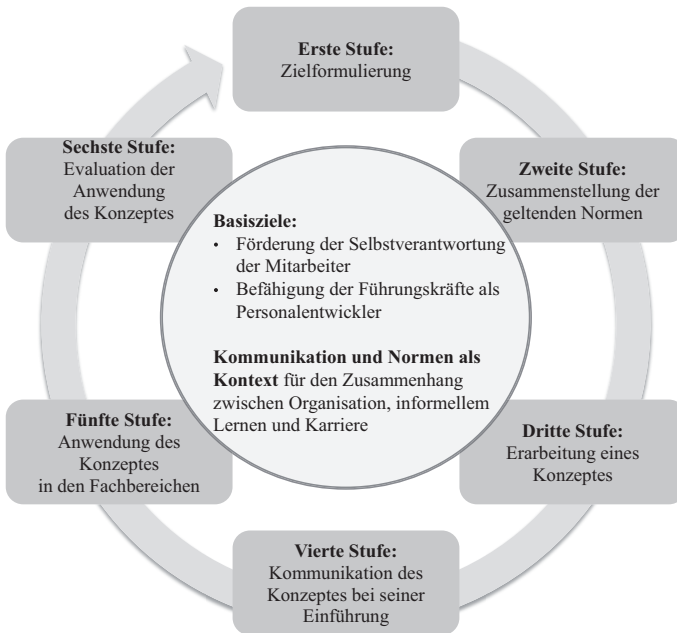 Erste Stufe:
Zielformulierung
Zweite Stufe:
Zusammenstellung der
geltenden Normen
Dritte Stufe:
Erarbeitung eines
Konzeptes
Vierte Stufe:
Kommunikation des
Konzeptes bei seiner
Einführung
Fünfte Stufe:
Anwendung des
Konzeptes
in den Fachbereichen
Sechste Stufe:
Evaluation der
Anwendung
des Konzeptes
Basisziele:
• Förderung der Selbstverantwortung
der Mitarbeiter
• Befähigung der Führungskräfte als
Personalentwickler
Kommunikation und Normen als
Kontext für den Zusammenhang
zwischen Organisation, informellem
Lernen und Karriere